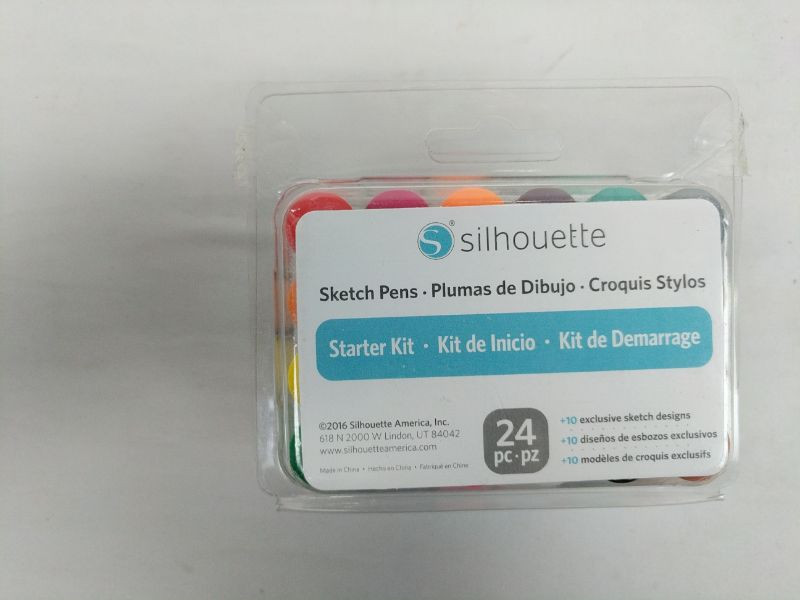 S® silhouette
Sketch Pens · Plumas de Dibujo · Croquis Stylos
Starter Kit · Kit de Inicio · Kit de Demarrage
©2016 Silhouette America, Inc.
618 N 2000 W Lindon, UT 84042
www.silhouetteamerica.com
Made in China • Hecho en China • Fabriqué en Chine
24
pc·pz
+10 exclusive sketch designs
+10 diseños de esbozos exclusivos
+10 modèles de croquis exclusifs